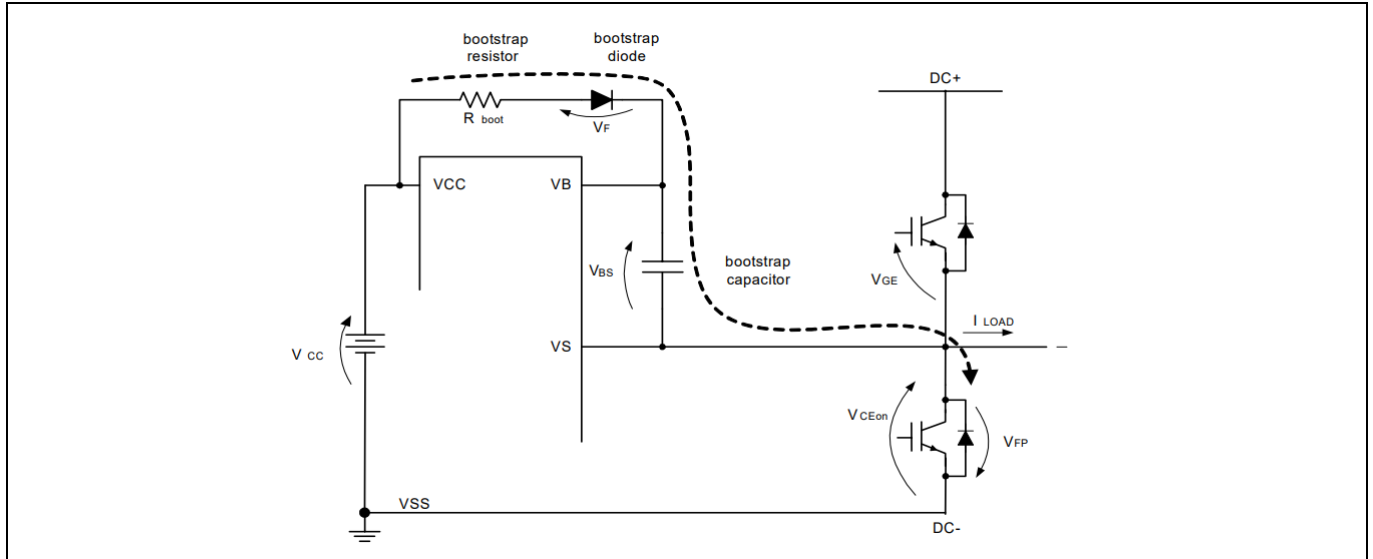 bootstrap
resistor
bootstrap
diode
DC+
R boot
VF
VCC
VB
VBS
bootstrap
capacitor
VGE
I LOAD
V CC
VS
V CEon
VFP
VSS
DC-